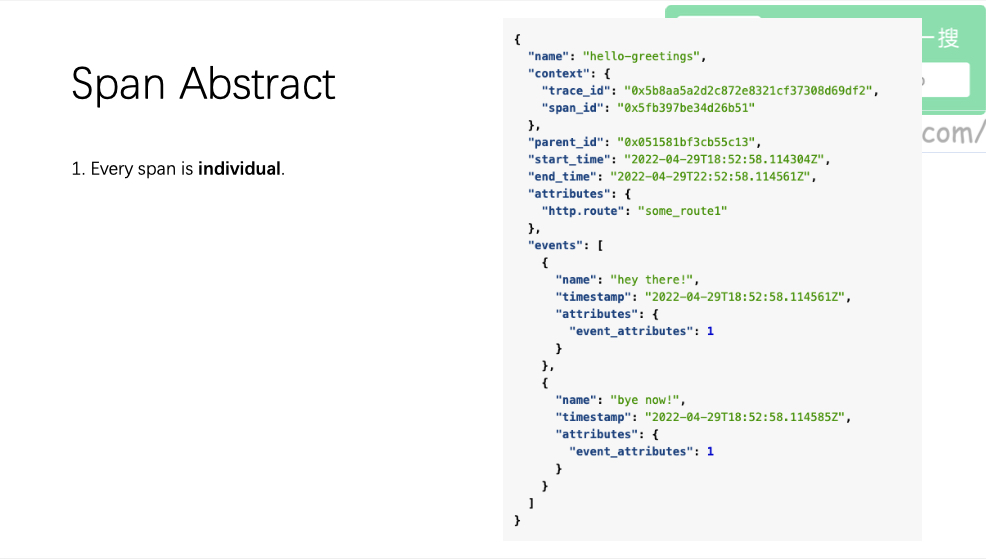 Span Abstract
1. Every span is individual.
{
  "name": "hello-greetings",
  "context": {
    "trace_id": "0x5b8aa5a2d2c872e8321cf37308d69df2",
    "span_id": "0x5fb397be34d26b51"
  },
  "parent_id": "0x051581bf3cb55c13",
  "start_time": "2022-04-29T18:52:58.114304Z",
  "end_time": "2022-04-29T22:52:58.114561Z",
  "attributes": {
    "http.route": "some_route1"
  },
  "events": [
    {
      "name": "hey there!",
      "timestamp": "2022-04-29T18:52:58.114561Z",
      "attributes": {
        "event_attributes": 1
      }
    },
    {
      "name": "bye now!",
      "timestamp": "2022-04-29T18:52:58.114585Z",
      "attributes": {
        "event_attributes": 1
      }
    }
  ]
}
一搜
com/